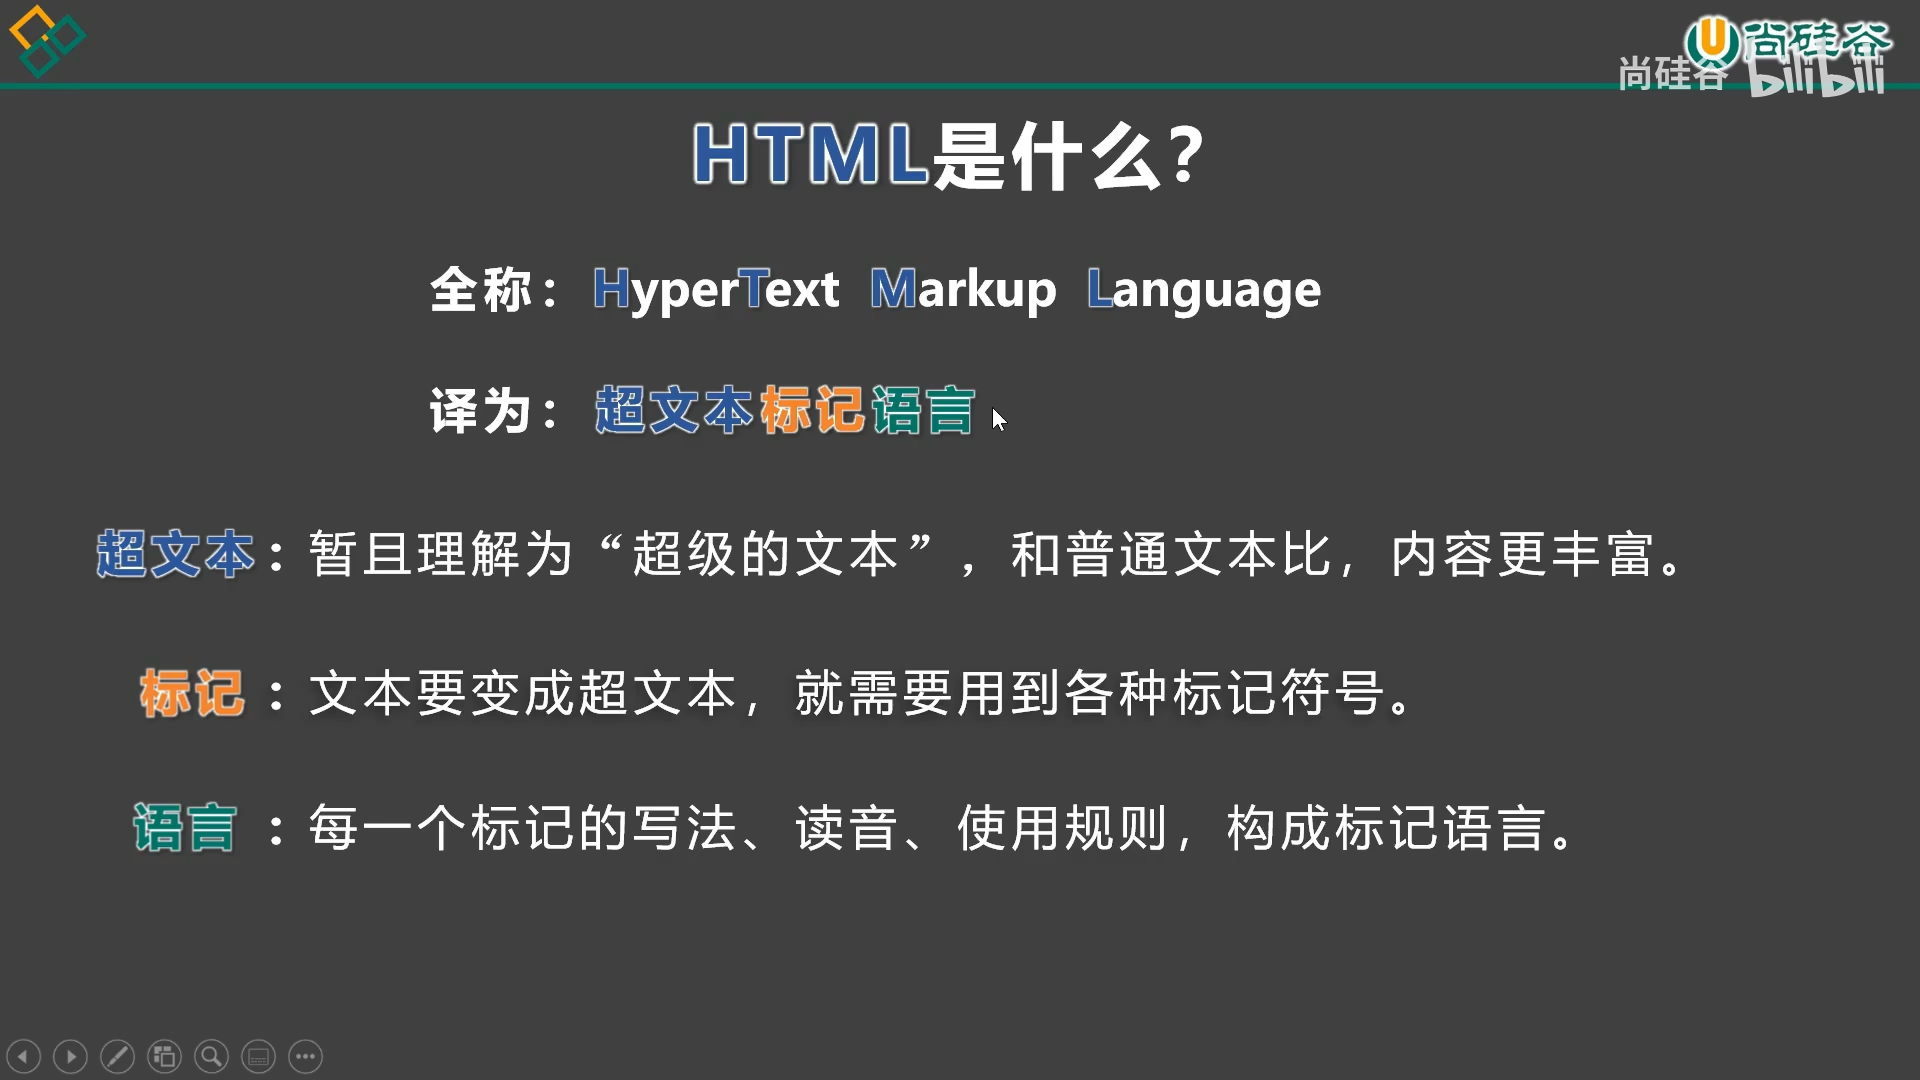 尚硅谷
尚硅谷 bilibili
HTML是什么？
全称： HyperText Markup Language
译为： 超文本标记语言
超文本：暂且理解为“超级的文本”，和普通文本比，内容更丰富。
标记：文本要变成超文本，就需要用到各种标记符号。
语言：每一个标记的写法、读音、使用规则，构成标记语言。